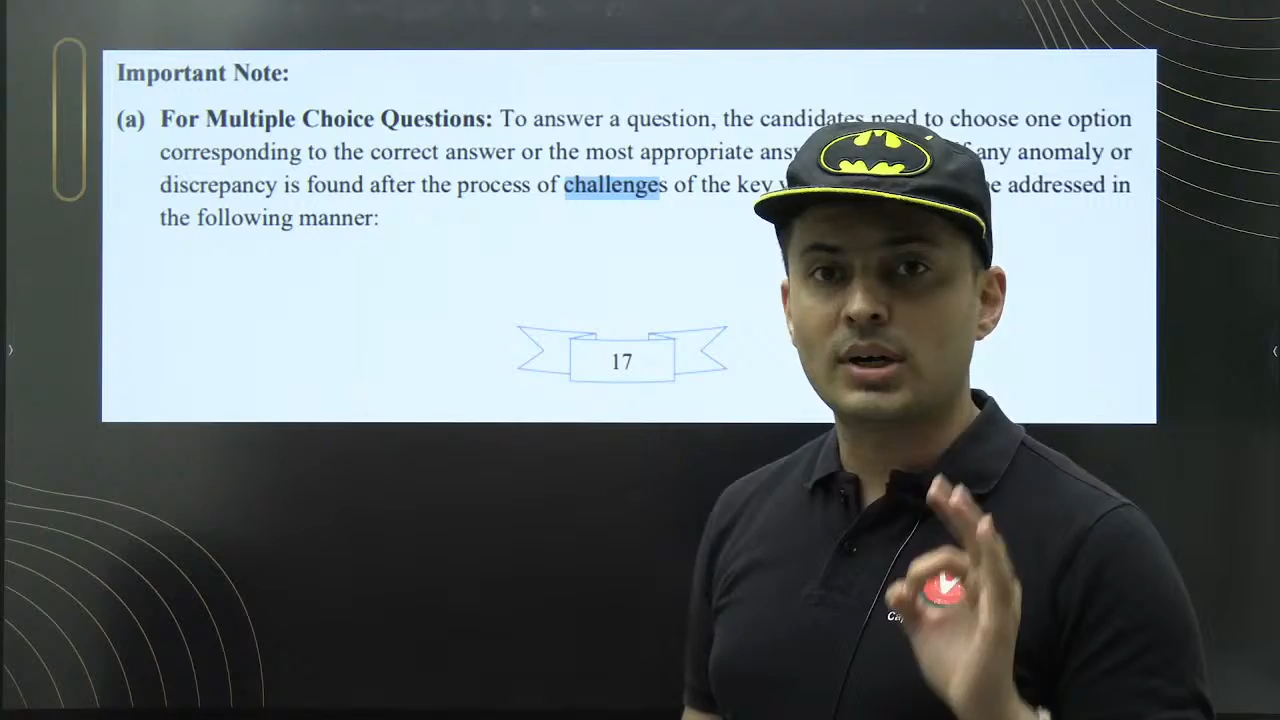 Important Note:
(a) For Multiple Choice Questions: To answer a question, the candidates need to choose one option
corresponding to the correct answer or the most appropriate any anomaly or
discrepancy is found after the process of challenges of the key addressed in
the following manner:
17